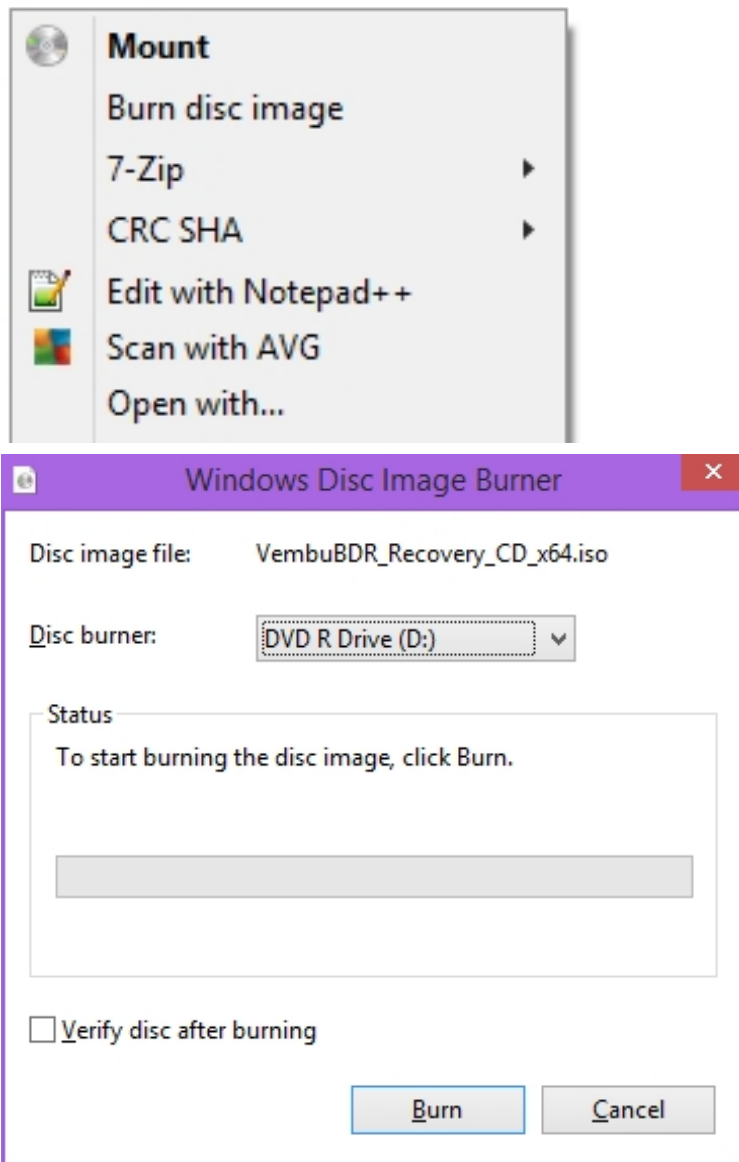 Mount
Burn disc image
7-Zip
CRC SHA
Edit with Notepad++
Scan with AVG
Open with...
Windows Disc Image Burner
Disc image file: VembuBDR_Recovery_CD_x64.iso
Disc burner: DVD R Drive (D:)
Status
To start burning the disc image, click Burn.
Verify disc after burning
Burn Cancel